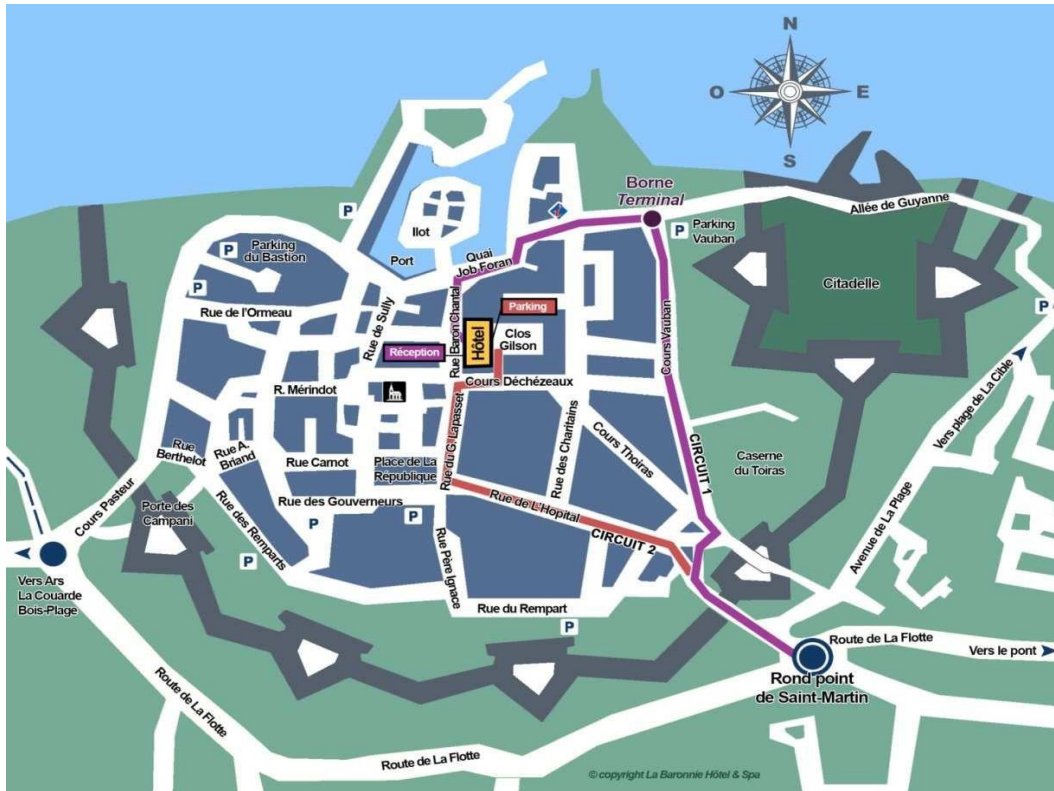 N
O
E
S
Borne
Terminal
Allée de Guyanne
P
Parking
Vauban
P
Ilot
P
Parking
du Bastion
Port
Quai
Job Foran
Citadelle
P
Rue de l'Ormeau
Rue de Sully
Rue Baron Chantal
Parking
P
Réception
Hôtel
Clos
Gilson
Cours Vauban
R. Mérindot
Cours Déchézeaux
Vers plage de La Cible
Rue du G. Lapasset
Rue des Charitains
Cours Thoiras
CIRCUIT 1
Rue
Berthelot
Rue A.
Briand
Rue Carnot
Place de La
République
Caserne
du Toiras
Cours Pasteur
Porte des
Campani
Rue des Gouverneurs
Rue de L'Hopital
CIRCUIT 2
P
P
Rue des Remparts
Avenue de La Plage
P
Rue Père Ignace
Vers Ars
La Couarde
Bois-Plage
Rue du Rempart
P
Route de La Flotte
Vers le pont
Rond point
de Saint-Martin
Route de La Flotte
Route de La Flotte
© copyright La Baronnie Hôtel & Spa